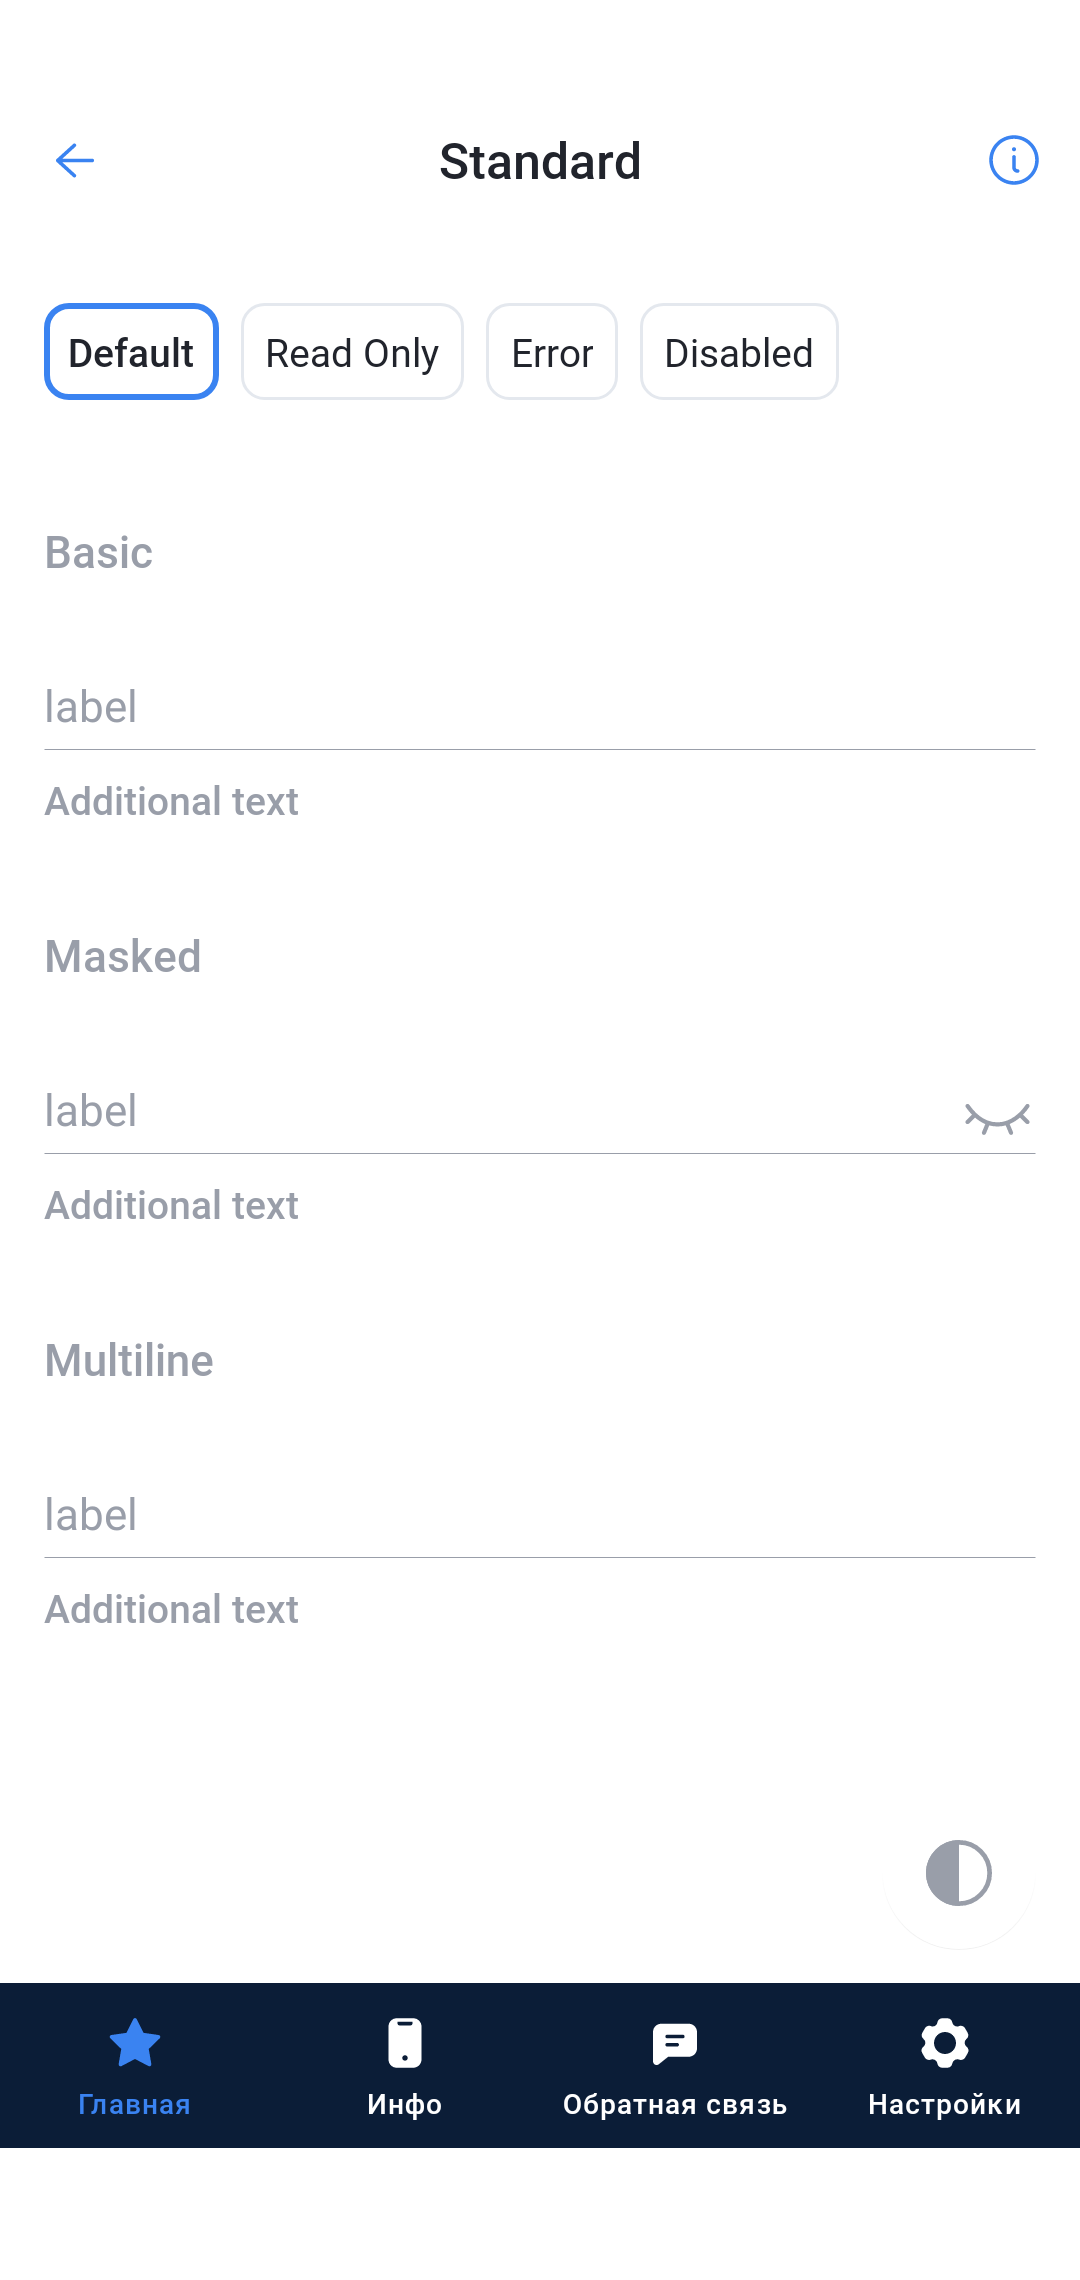 Standard
Default Read Only Error Disabled
Basic
label
Additional text
Masked
label
Additional text
Multiline
label
Additional text
Главная Инфо Обратная связь Настройки